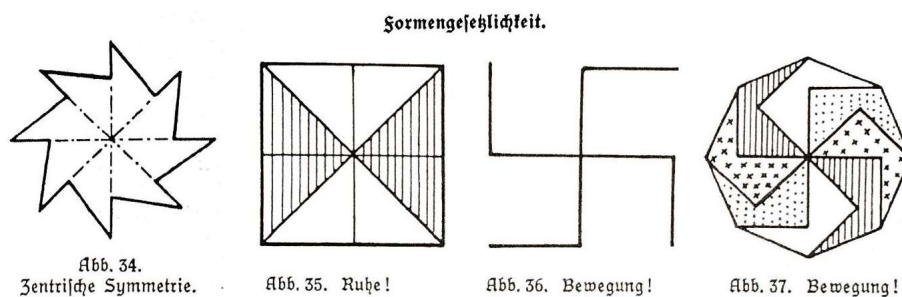 Formengesetzlichkeit.
Abb. 34.
Zentrische Symmetrie.
Abb. 35. Ruhe!
Abb. 36. Bewegung!
Abb. 37. Bewegung!